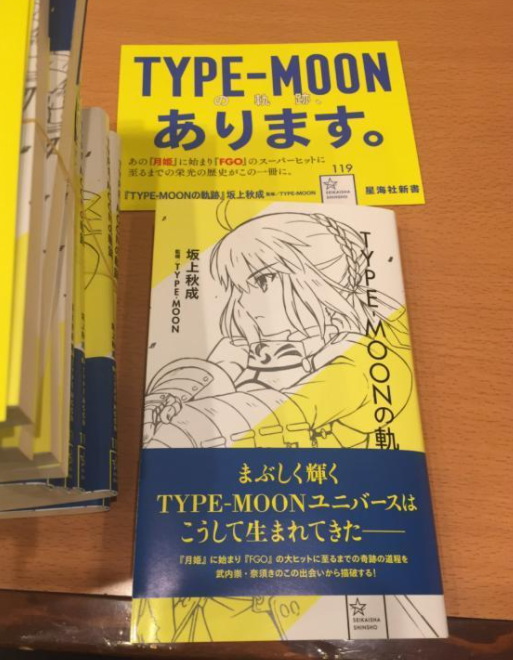 TYPE-MOON
の軌跡、
あります。
あの『月姫』に始まり『FGO』のスーパーヒットに
至るまでの栄光の歴史がこの一冊に。
119
『TYPE-MOONの軌跡』坂上秋成 監修/TYPE-MOON
SEIKAISHA
SHINSHO
星海社新書
TYPE-MOONの軌
坂上秋成
監修 TYPE-MOON
まぶしく輝く
TYPE-MOONユニバースは
こうして生まれてきた――
『月姫』に始まり『FGO』の大ヒットに至るまでの奇跡の道程を
武内崇・奈須きのこの出会いから描破する!
SEIKAISHA
SHINSHO